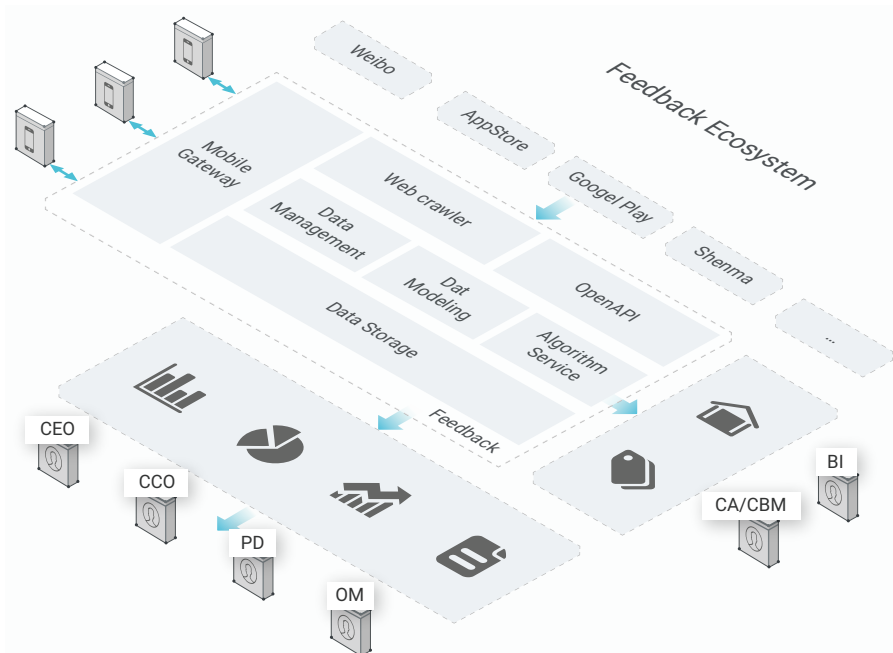 Feedback Ecosystem
Weibo
AppStore
Googel Play
Shenma
...
Mobile
Gateway
Web crawler
OpenAPI
Data
Management
Dat
Modeling
Algorithm
Service
Data Storage
Feedback
CEO
CCO
PD
OM
CA/CBM
BI